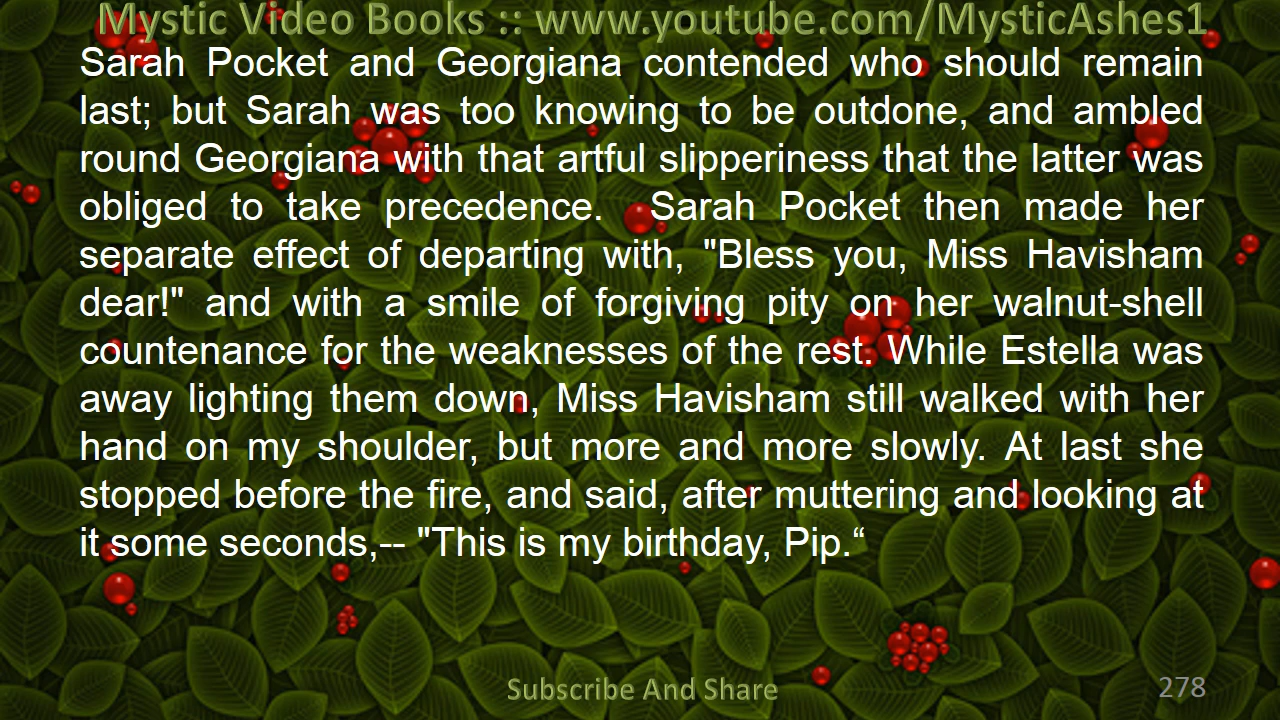 Mystic Video Books :: www.youtube.com/MysticAshes1
Sarah Pocket and Georgiana contended who should remain
last; but Sarah was too knowing to be outdone, and ambled
round Georgiana with that artful slipperiness that the latter was
obliged to take precedence. Sarah Pocket then made her
separate effect of departing with, "Bless you, Miss Havisham
dear!" and with a smile of forgiving pity on her walnut-shell
countenance for the weaknesses of the rest. While Estella was
away lighting them down, Miss Havisham still walked with her
hand on my shoulder, but more and more slowly. At last she
stopped before the fire, and said, after muttering and looking at
it some seconds,-- "This is my birthday, Pip.“
Subscribe And Share
278